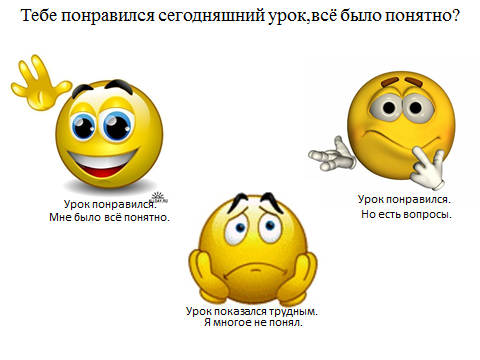 Тебе понравился сегодняшний урок,всё было понятно?
Урок понравился.
Мне было всё понятно.
Урок понравился.
Но есть вопросы.
Урок показался трудным.
Я многое не понял.